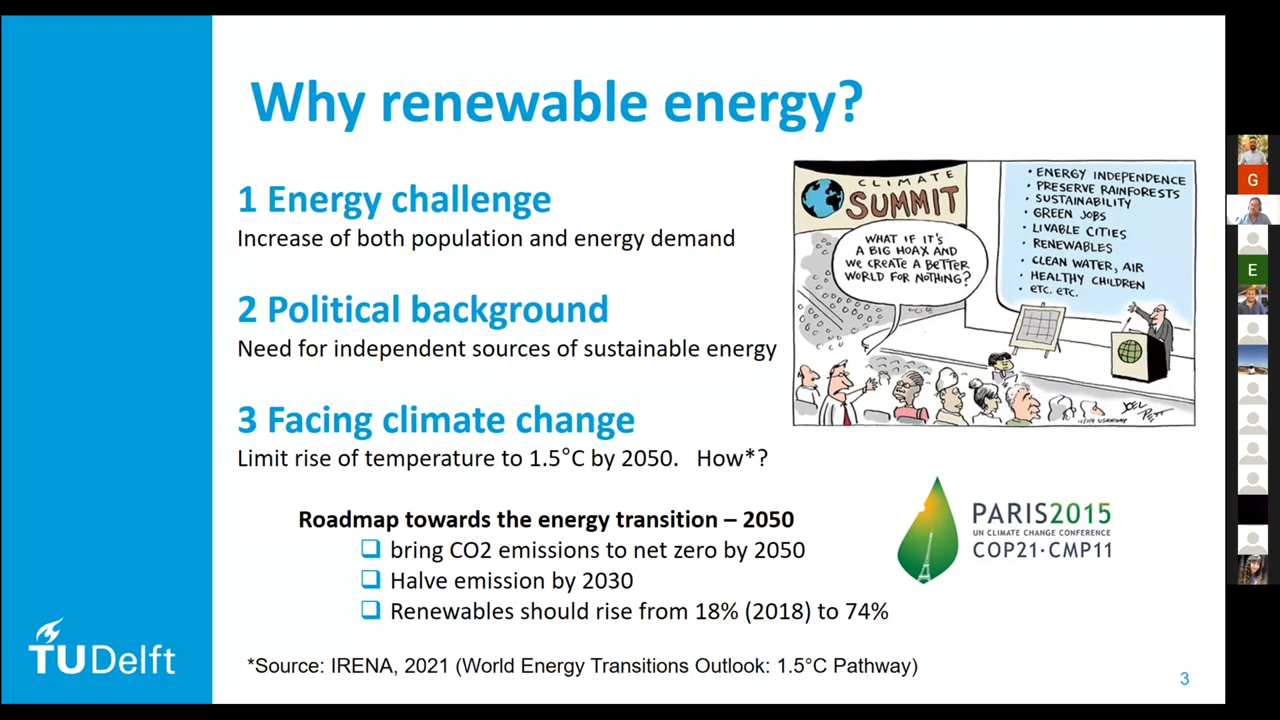 Why renewable energy?
1 Energy challenge
Increase of both population and energy demand
2 Political background
Need for independent sources of sustainable energy
3 Facing climate change
Limit rise of temperature to 1.5°C by 2050. How*?
Roadmap towards the energy transition – 2050
bring CO2 emissions to net zero by 2050
Halve emission by 2030
Renewables should rise from 18% (2018) to 74%
*Source: IRENA, 2021 (World Energy Transitions Outlook: 1.5°C Pathway)
CLIMATE
SUMMIT
WHAT IF IT'S
A BIG HOAX AND
WE CREATE A BETTER
WORLD FOR NOTHING?
• ENERGY INDEPENDENCE
• PRESERVE RAINFORESTS
• SUSTAINABILITY
• GREEN JOBS
• LIVABLE CITIES
• RENEWABLES
• CLEAN WATER, AIR
• HEALTHY CHILDREN
• ETC. ETC.
JOEL
PETT
PARIS2015
UN CLIMATE CHANGE CONFERENCE
COP21·CMP11
TUDelft
3
G
E